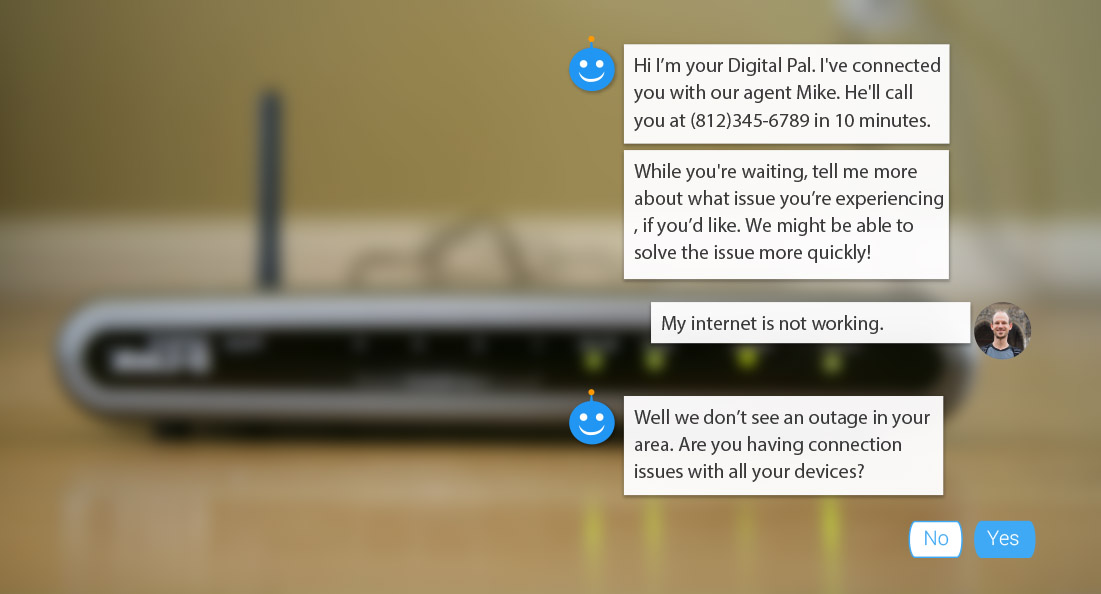 Hi I’m your Digital Pal. I've connected
you with our agent Mike. He'll call
you at (812)345-6789 in 10 minutes.
While you're waiting, tell me more
about what issue you’re experiencing
, if you’d like. We might be able to
solve the issue more quickly!
My internet is not working.
Well we don’t see an outage in your
area. Are you having connection
issues with all your devices?
No Yes